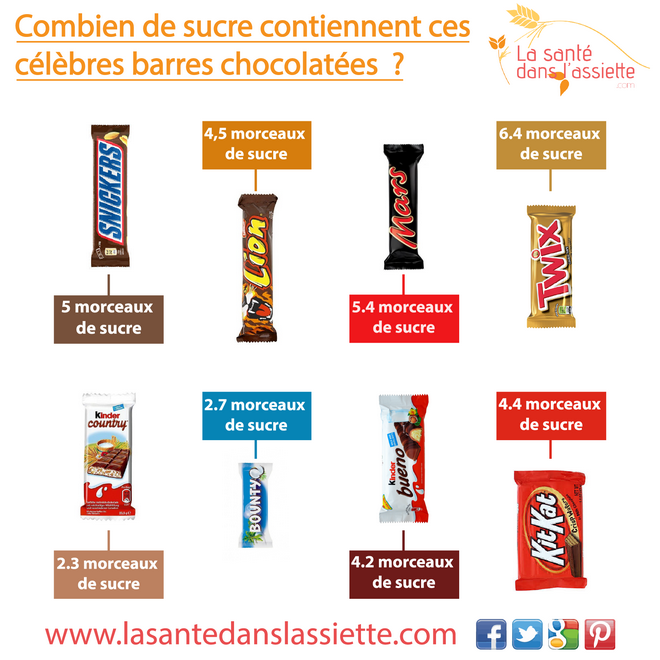 Combien de sucre contiennent ces
célèbres barres chocolatées ?
La santé
dans l'assiette
.com
4,5 morceaux
de sucre
6.4 morceaux
de sucre
SNICKERS
Lion
Mars
TWIX
5 morceaux
de sucre
5.4 morceaux
de sucre
Kinder
country
2.7 morceaux
de sucre
Kinder
bueno
4.4 morceaux
de sucre
BOUNTY
KitKat
2.3 morceaux
de sucre
4.2 morceaux
de sucre
www.lasantedanslassiette.com